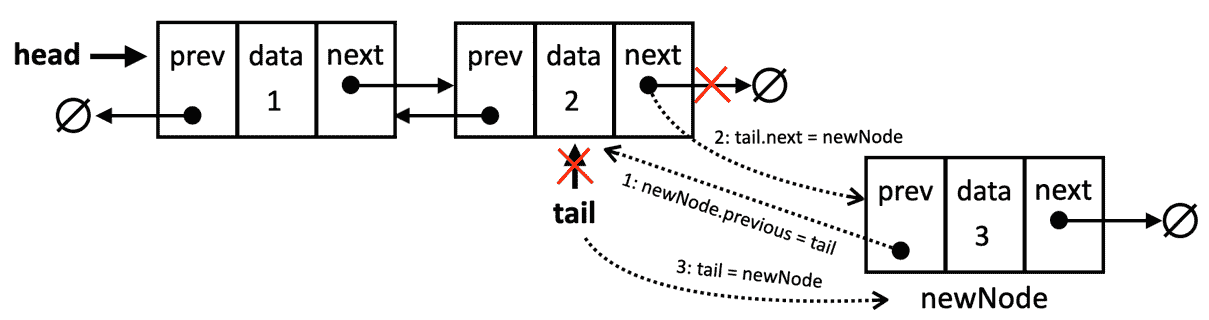 head
prev data next
1
prev data next
2
2: tail.next = newNode
prev data next
3
1: newNode.previous = tail
tail
3: tail = newNode
newNode